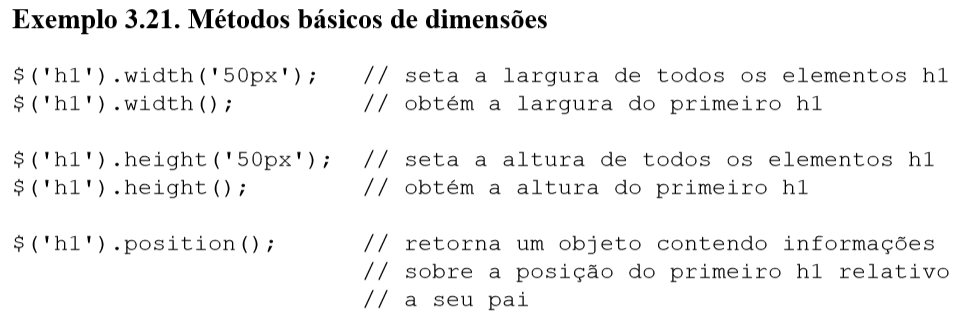 Exemplo 3.21. Métodos básicos de dimensões
$('h1').width('50px');   // seta a largura de todos os elementos h1
$('h1').width();         // obtém a largura do primeiro h1
$('h1').height('50px');  // seta a altura de todos os elementos h1
$('h1').height();        // obtém a altura do primeiro h1
$('h1').position();      // retorna um objeto contendo informações
                         // sobre a posição do primeiro h1 relativo
                         // a seu pai